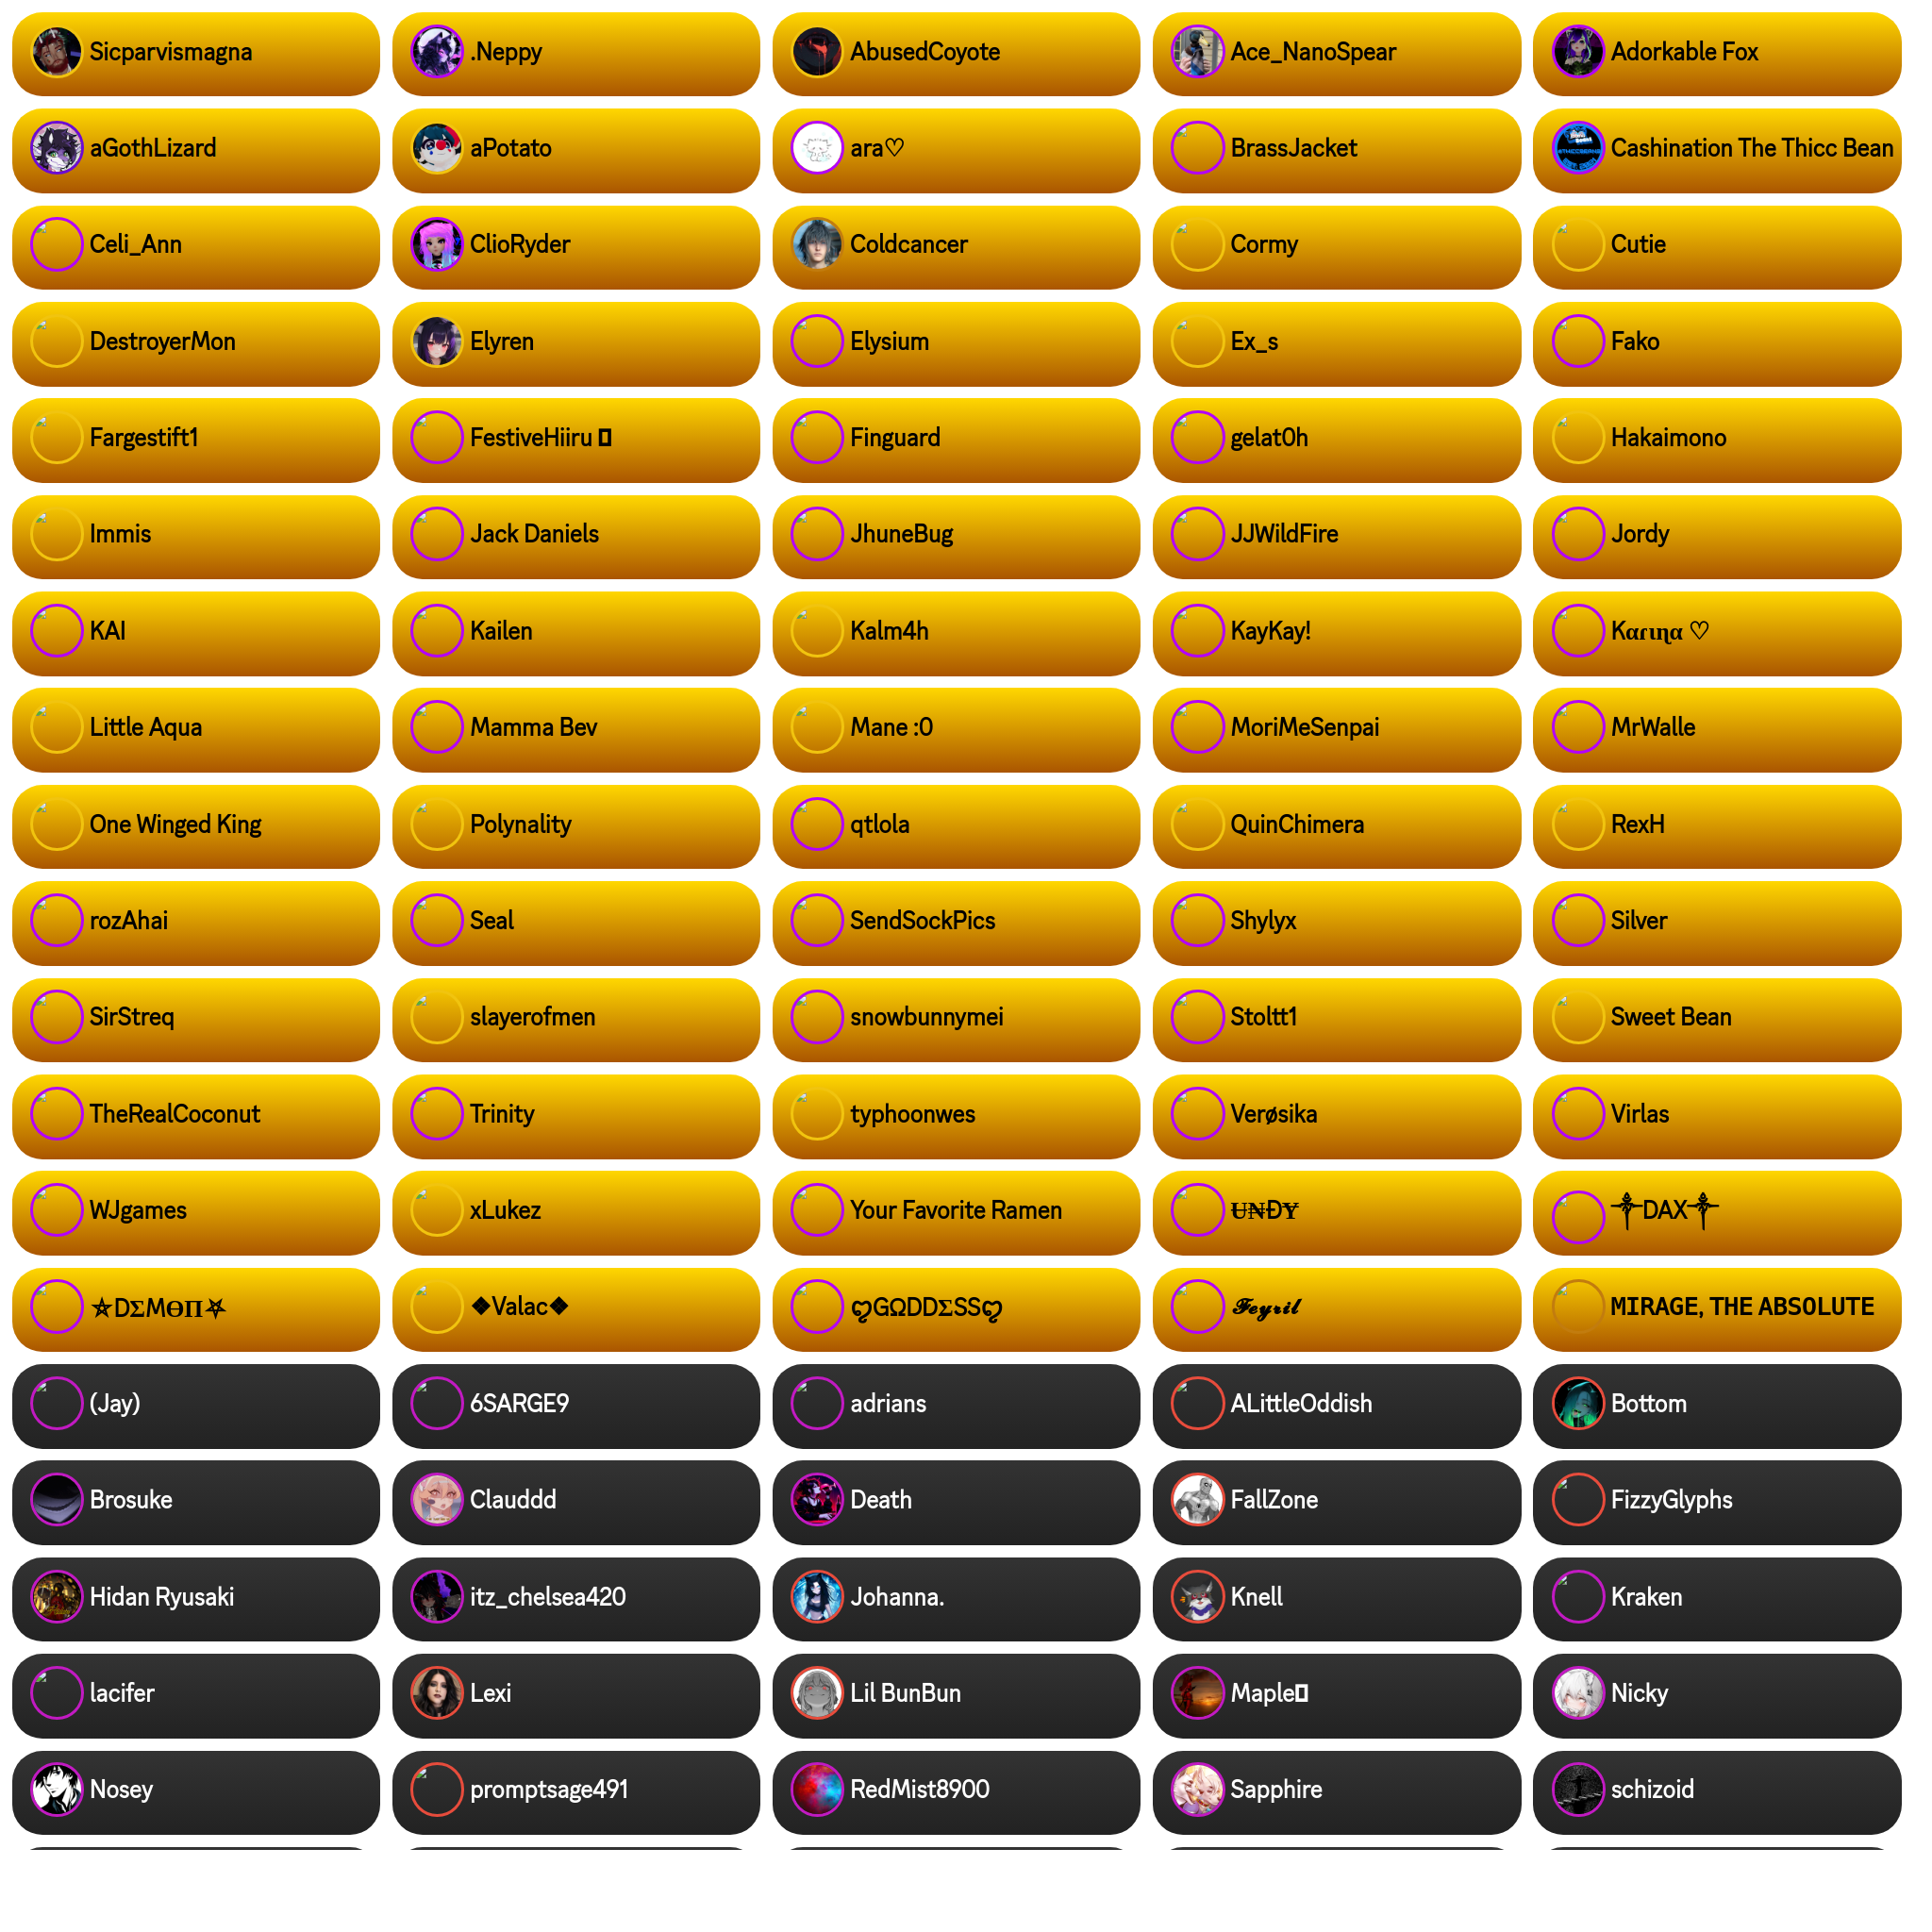 Sicparvismagna
.Neppy
AbusedCoyote
Ace_NanoSpear
Adorkable Fox
aGothLizard
aPotato
ara♡
BrassJacket
Cashination The Thicc Bean
Celi_Ann
ClioRyder
Coldcancer
Cormy
Cutie
DestroyerMon
Elyren
Elysium
Ex_s
Fako
Fargestift1
FestiveHiiru
Finguard
gelat0h
Hakaimono
Immis
Jack Daniels
JhuneBug
JJWildFire
Jordy
KAI
Kailen
Kalm4h
KayKay!
Kαɾιɳα ♡
Little Aqua
Mamma Bev
Mane :0
MoriMeSenpai
MrWalle
One Winged King
Polynality
qtlola
QuinChimera
RexH
rozAhai
Seal
SendSockPics
Shylyx
Silver
SirStreq
slayerofmen
snowbunnymei
Stoltt1
Sweet Bean
TheRealCoconut
Trinity
typhoonwes
Verøsika
Virlas
WJgames
xLukez
Your Favorite Ramen
ɄN̶ĐɎ
⸸DAX⸸
⛤DΣMӨΠ⛧
❖Valac❖
ღGΩDDΣSSღ
𝓕𝓮𝔂𝓻𝓲𝓵
MIRAGE, THE ABSOLUTE
(Jay)
6SARGE9
adrians
ALittleOddish
Bottom
Brosuke
Clauddd
Death
FallZone
FizzyGlyphs
Hidan Ryusaki
itz_chelsea420
Johanna.
Knell
Kraken
lacifer
Lexi
Lil BunBun
Maple
Nicky
Nosey
promptsage491
RedMist8900
Sapphire
schizoid